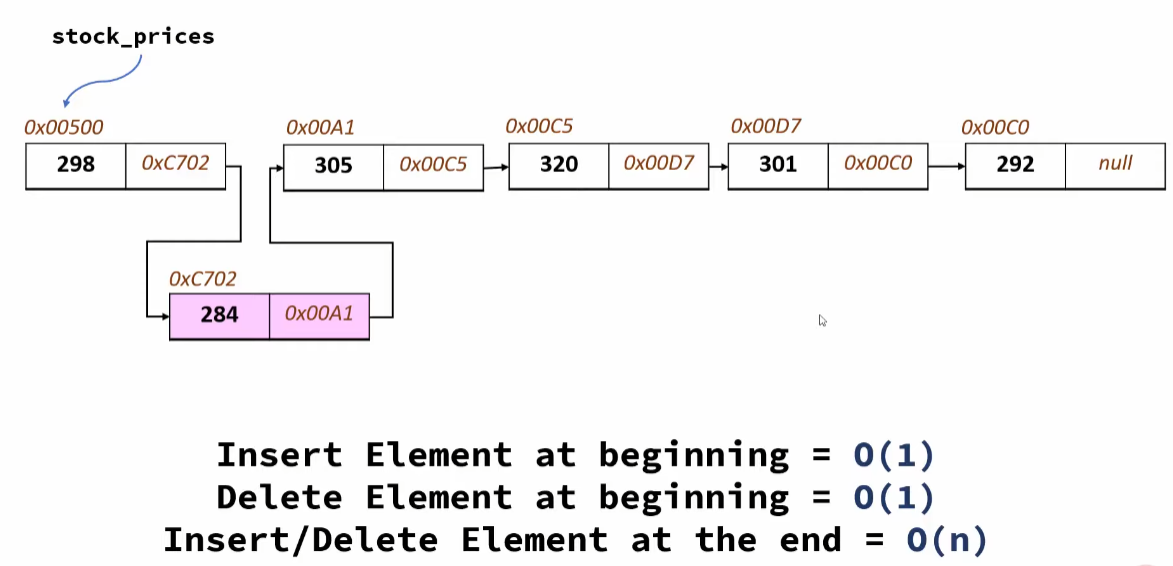 stock_prices
0x00500 0x00A1 0x00C5 0x00D7 0x00C0
298 0xC702 305 0x00C5 320 0x00D7 301 0x00C0 292 null
0xC702
284 0x00A1
Insert Element at beginning = O(1)
Delete Element at beginning = O(1)
Insert/Delete Element at the end = O(n)